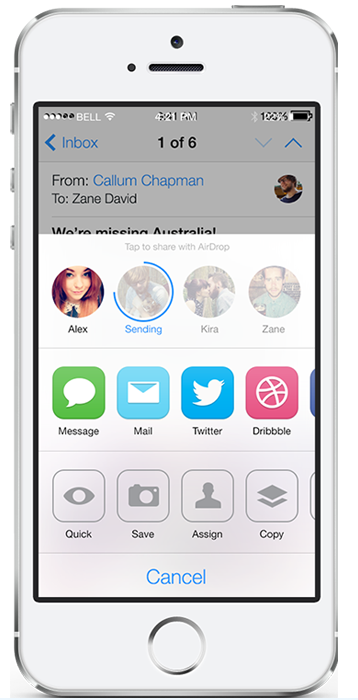 BELL 4:21 PM 100%
Inbox 1 of 6
From: Callum Chapman
To: Zane David
We're missing Australia!
Tap to share with AirDrop
Alex Sending Kira Zane
Message Mail Twitter Dribbble
Quick Save Assign Copy
Cancel